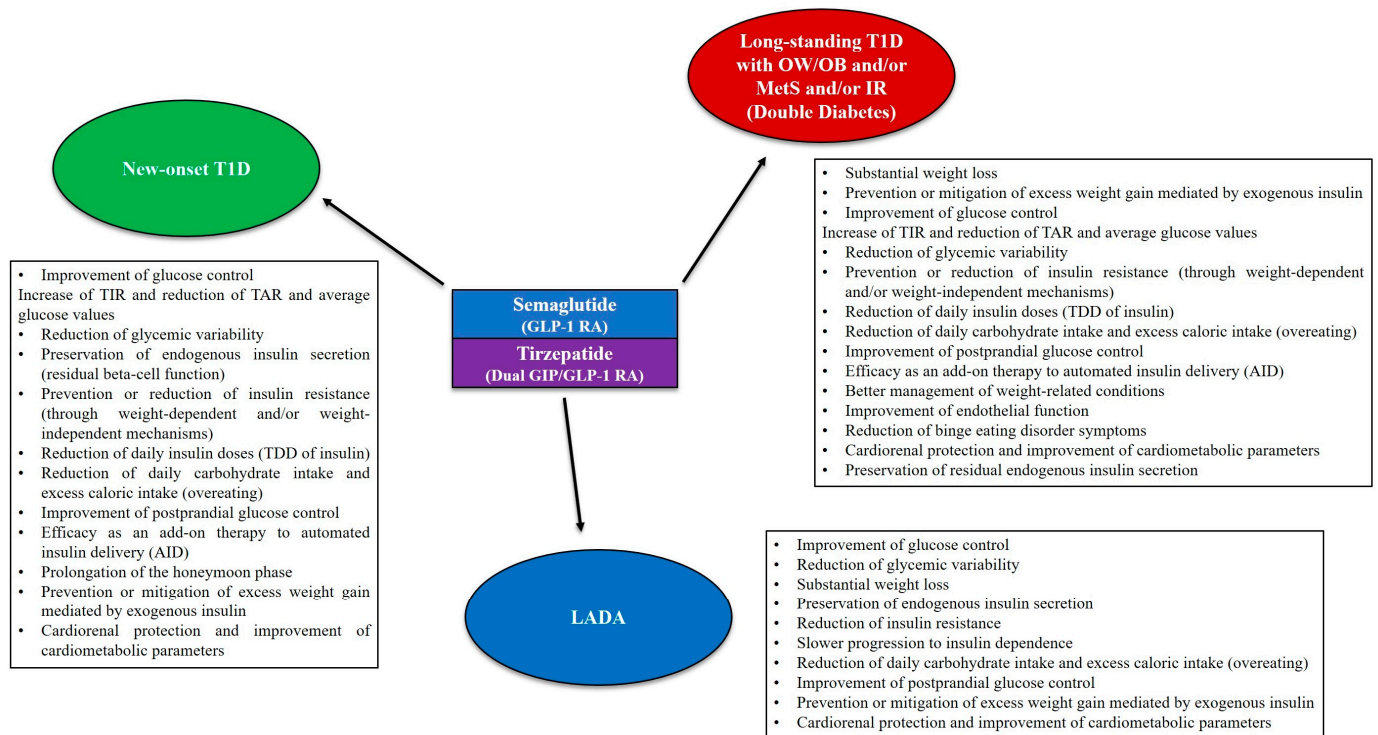 Long-standing T1D
with OW/OB and/or
MetS and/or IR
(Double Diabetes)
New-onset T1D
• Substantial weight loss
• Prevention or mitigation of excess weight gain mediated by exogenous insulin
• Improvement of glucose control
Increase of TIR and reduction of TAR and average glucose values
• Reduction of glycemic variability
• Prevention or reduction of insulin resistance (through weight-dependent
and/or weight-independent mechanisms)
• Reduction of daily insulin doses (TDD of insulin)
• Reduction of daily carbohydrate intake and excess caloric intake (overeating)
• Improvement of postprandial glucose control
• Efficacy as an add-on therapy to automated insulin delivery (AID)
• Better management of weight-related conditions
• Improvement of endothelial function
• Reduction of binge eating disorder symptoms
• Cardiorenal protection and improvement of cardiometabolic parameters
• Preservation of residual endogenous insulin secretion
• Improvement of glucose control
Increase of TIR and reduction of TAR and average
glucose values
• Reduction of glycemic variability
• Preservation of endogenous insulin secretion
(residual beta-cell function)
• Prevention or reduction of insulin resistance
(through weight-dependent and/or weight-
independent mechanisms)
• Reduction of daily insulin doses (TDD of insulin)
• Reduction of daily carbohydrate intake and
excess caloric intake (overeating)
• Improvement of postprandial glucose control
• Efficacy as an add-on therapy to automated
insulin delivery (AID)
• Prolongation of the honeymoon phase
• Prevention or mitigation of excess weight gain
mediated by exogenous insulin
• Cardiorenal protection and improvement of
cardiometabolic parameters
Semaglutide
(GLP-1 RA)
Tirzepatide
(Dual GIP/GLP-1 RA)
LADA
• Improvement of glucose control
• Reduction of glycemic variability
• Substantial weight loss
• Preservation of endogenous insulin secretion
• Reduction of insulin resistance
• Slower progression to insulin dependence
• Reduction of daily carbohydrate intake and excess caloric intake (overeating)
• Improvement of postprandial glucose control
• Prevention or mitigation of excess weight gain mediated by exogenous insulin
• Cardiorenal protection and improvement of cardiometabolic parameters